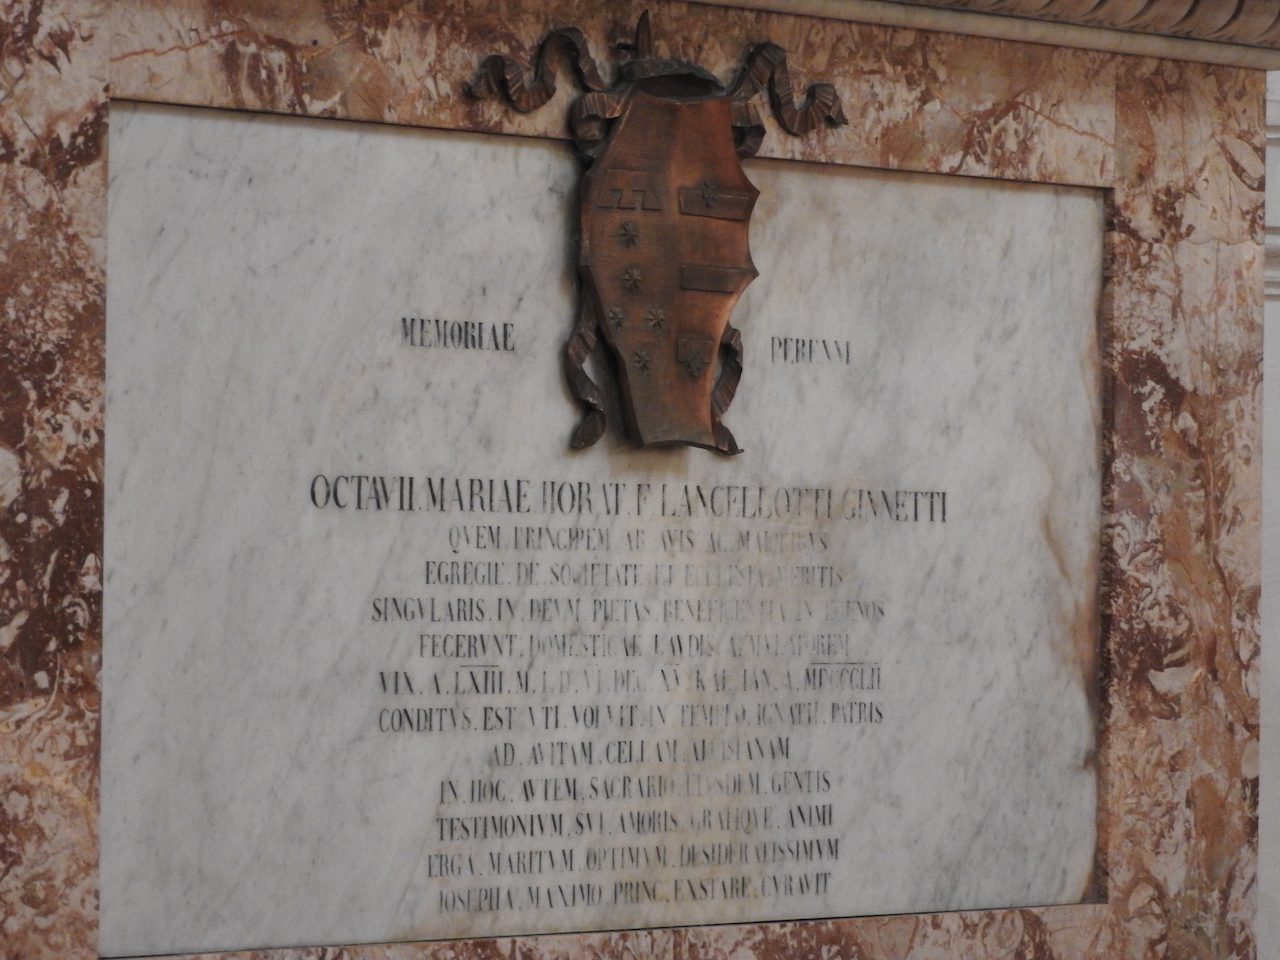 MEMORIAE PERENNI
OCTAVII . MARIAE . HORAT . F . LANCELLOTTI . GINNETTI
QVEM . PRINCIPEM . AB . AVIS . AC . MAIORIBVS
EGREGIE . DE . SOCIETATE . ET . ECCLESIA . MERITIS
SINGVLARIS . IN . DEVM . PIETAS . BENEFICENTIA . IN . EGENOS
FECERVNT . DOMESTICAE . LAVDIS . AEMVLATOREM
VIX . A . LXIII . M . I . D . VI . DEC . XV . KAL . IAN . A . MDCCCLII
CONDITVS . EST . VTI . VOLVIT . IN . TEMPLO . IGNATII . PATRIS
AD . AVITAM . CELLAM . ALOISIANAM
IN . HOC . AVTEM . SACRARIO . EIVSDEM . GENTIS
TESTIMONIVM . SVI . AMORIS . GRATIQVE . ANIMI
ERGA . MARITVM . OPTIMVM . DESIDERATISSIMVM
IOSEPHA . MAXIMO . PRINC . EXSTARE . CVRAVIT